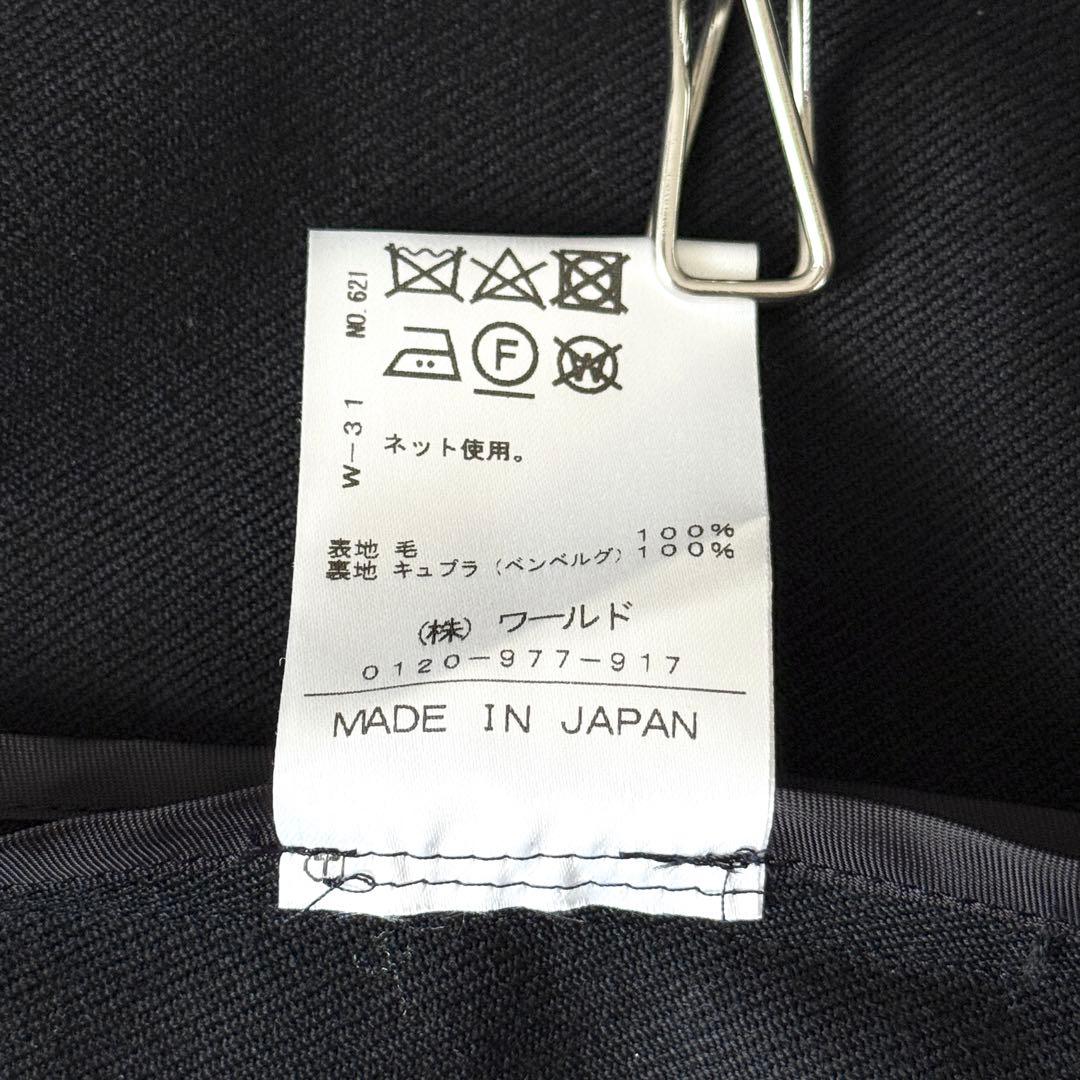 NO. 621
W-31
F
W
ネット使用。
表地 毛 100%
裏地 キュプラ (ベンベルグ) 100%
(株) ワールド
0120-977-917
MADE IN JAPAN